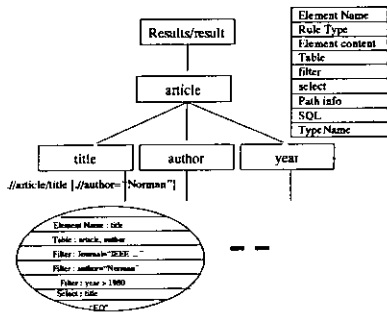 Results/result
article
title
author
year
.//article/title [.//author="Norman"]
Element Name : title
Table : article, author
Filter : Journal="IEEE ..."
Filter : author="Norman"
Filter : year > 1980
Select : title
Element Name
Rule Type
Element content
Table
filter
select
Path info
SQL
Type Name